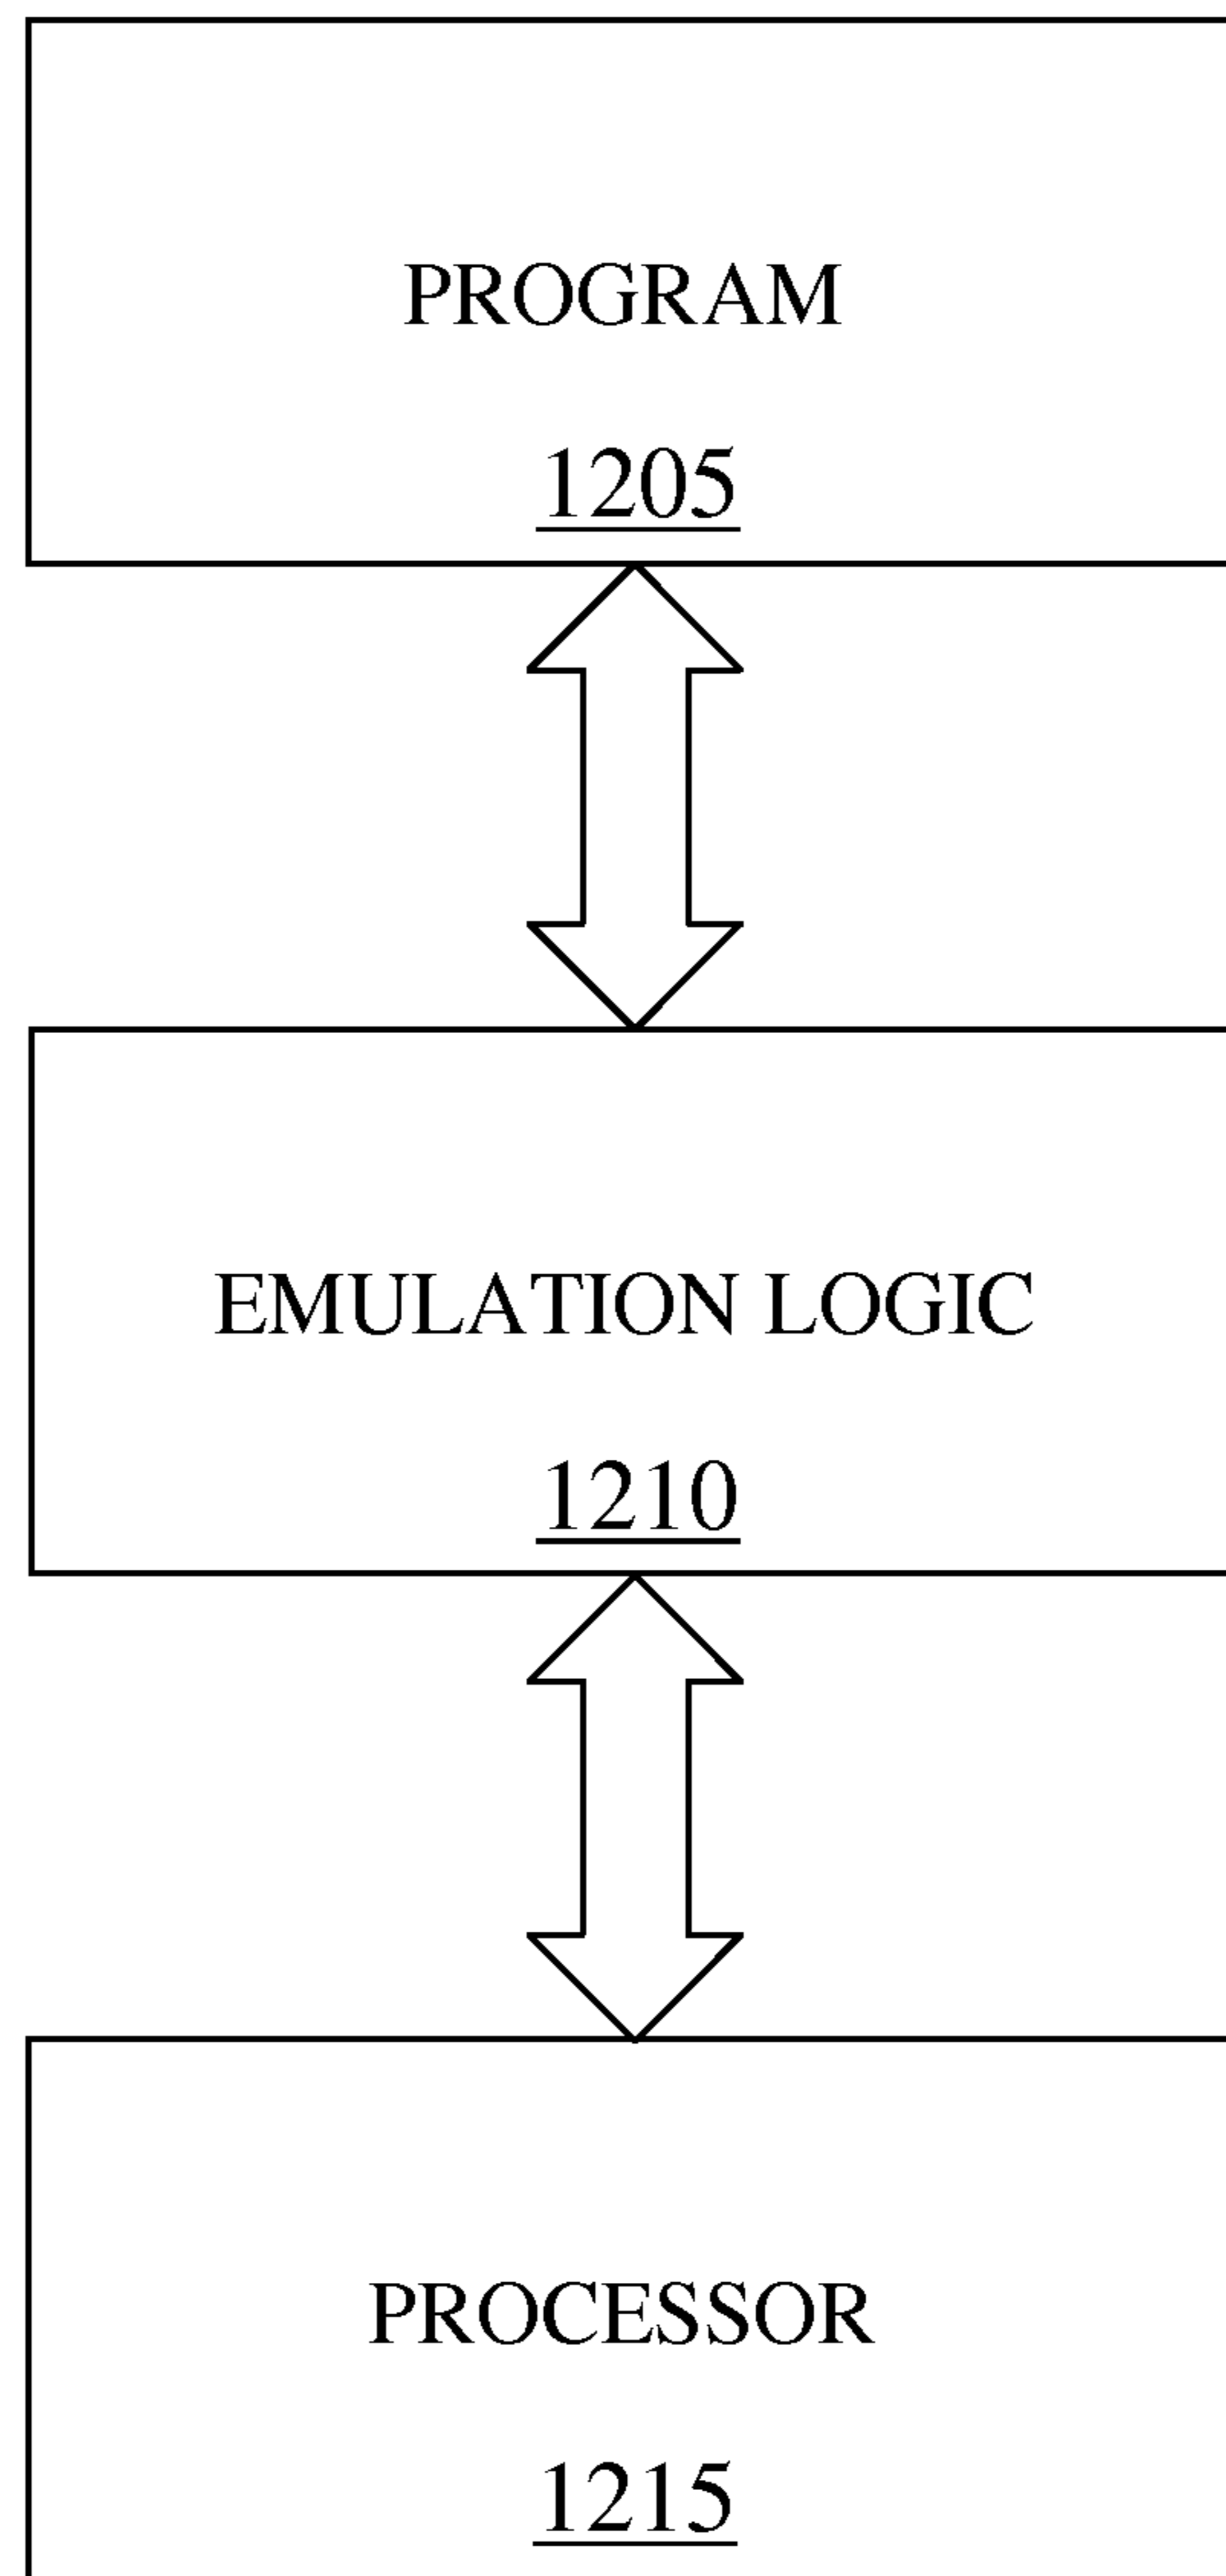 PROGRAM
1205
EMULATION LOGIC
1210
PROCESSOR
1215